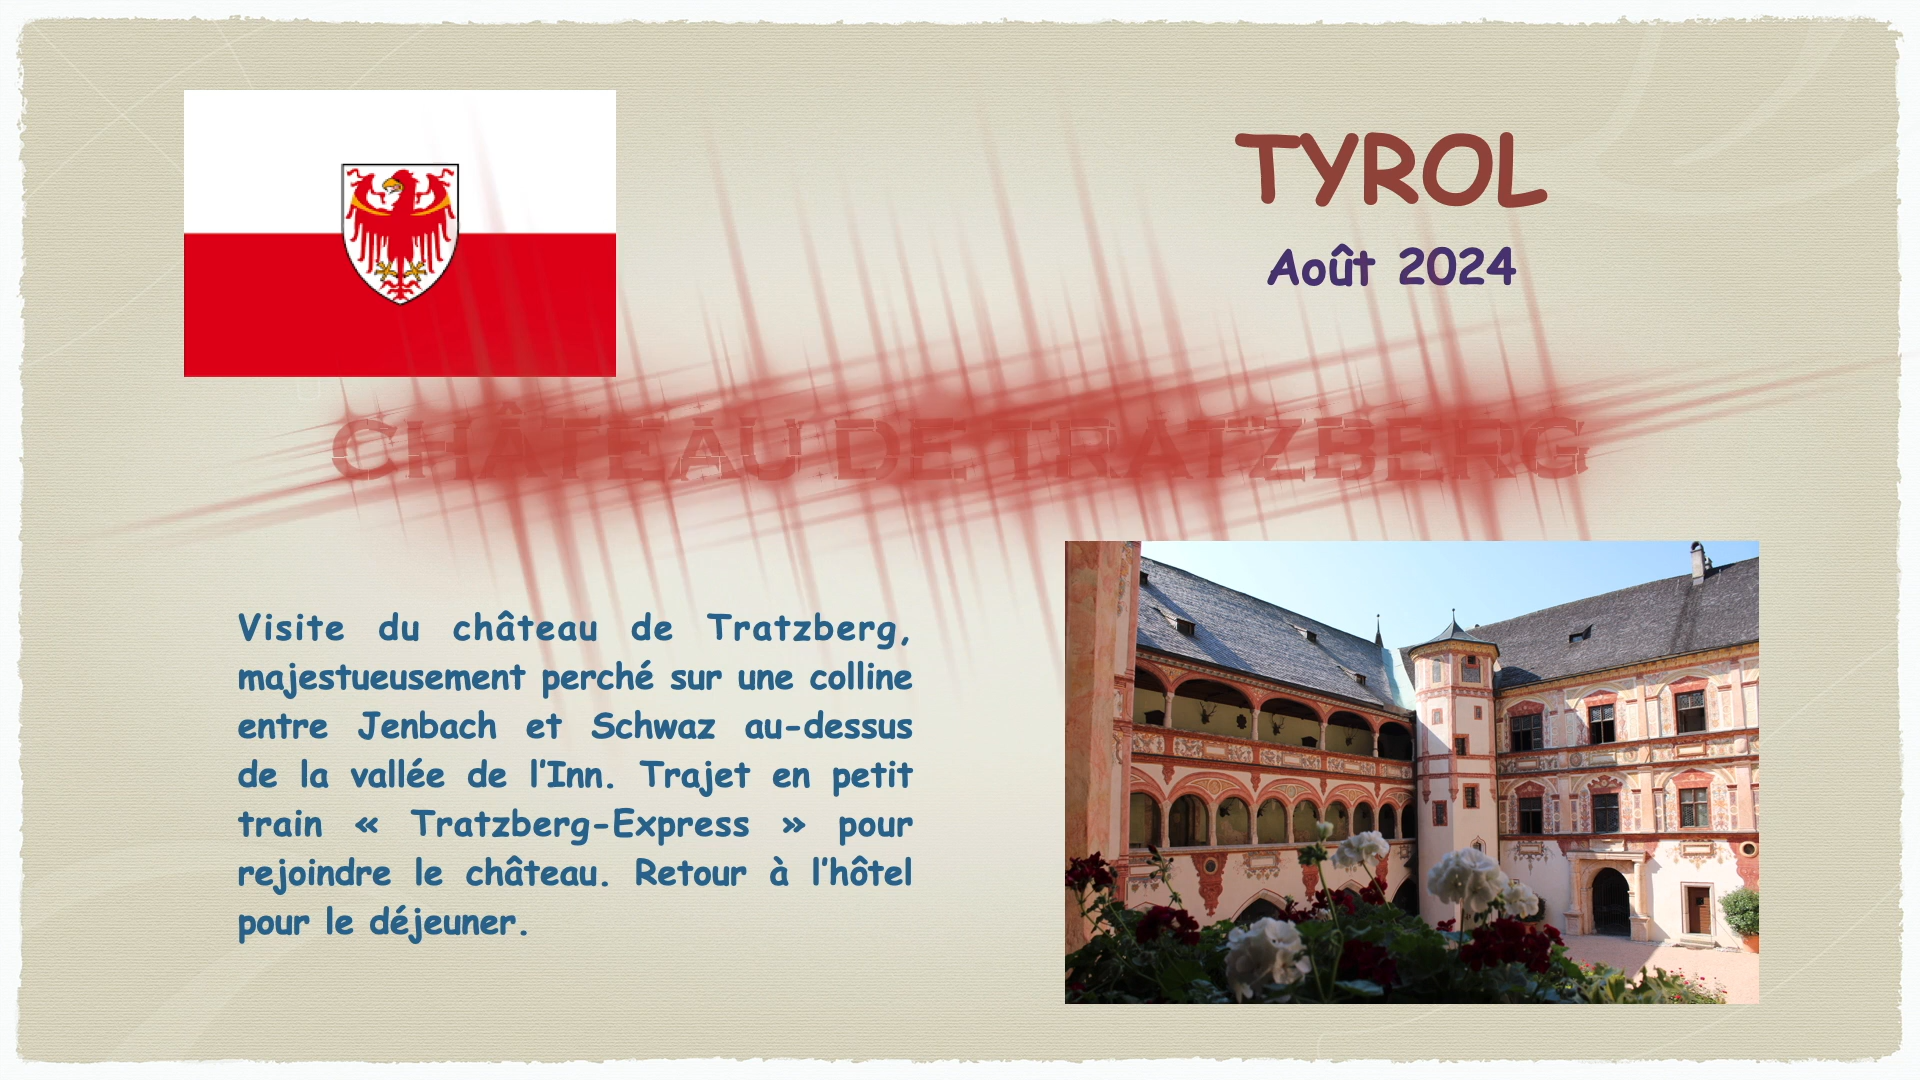 TYROL
Août 2024
CHÂTEAU DE TRATZBERG
Visite du château de Tratzberg,
majestueusement perché sur une colline
entre Jenbach et Schwaz au-dessus
de la vallée de l'Inn. Trajet en petit
train « Tratzberg-Express » pour
rejoindre le château. Retour à l'hôtel
pour le déjeuner.